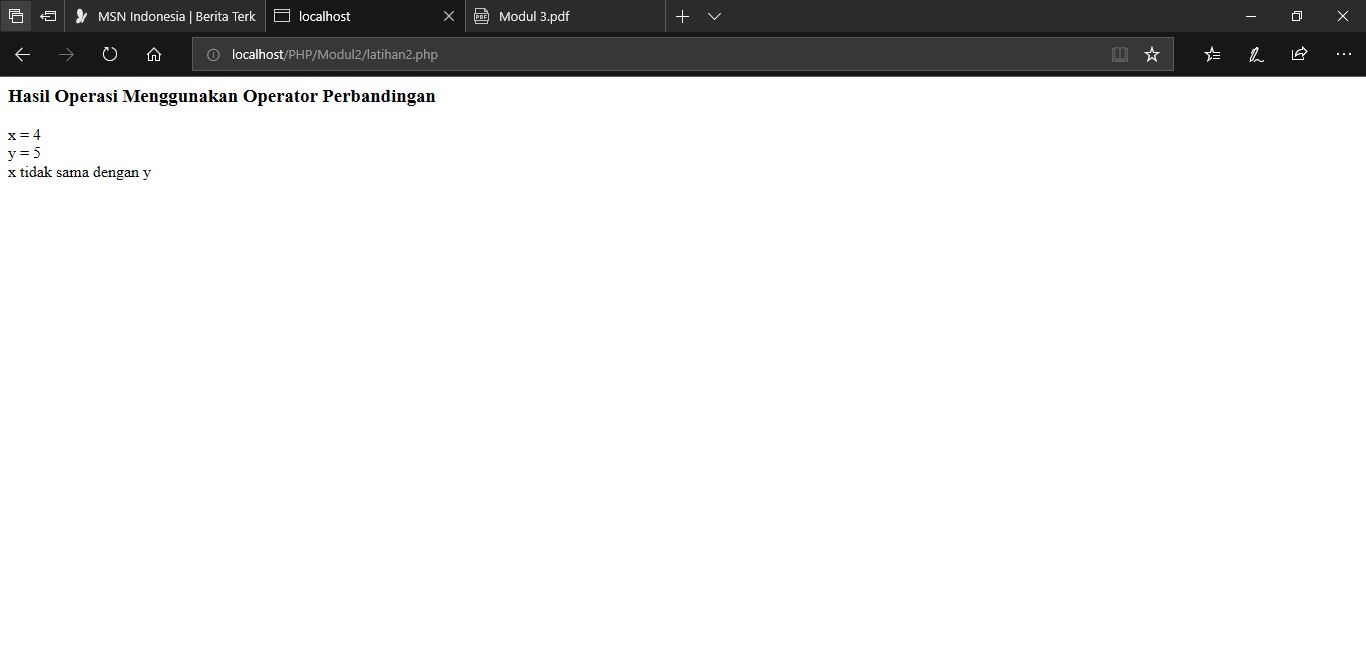 MSN Indonesia | Berita Terk
localhost
Modul 3.pdf
localhost/PHP/Modul2/latihan2.php
Hasil Operasi Menggunakan Operator Perbandingan
x = 4
y = 5
x tidak sama dengan y